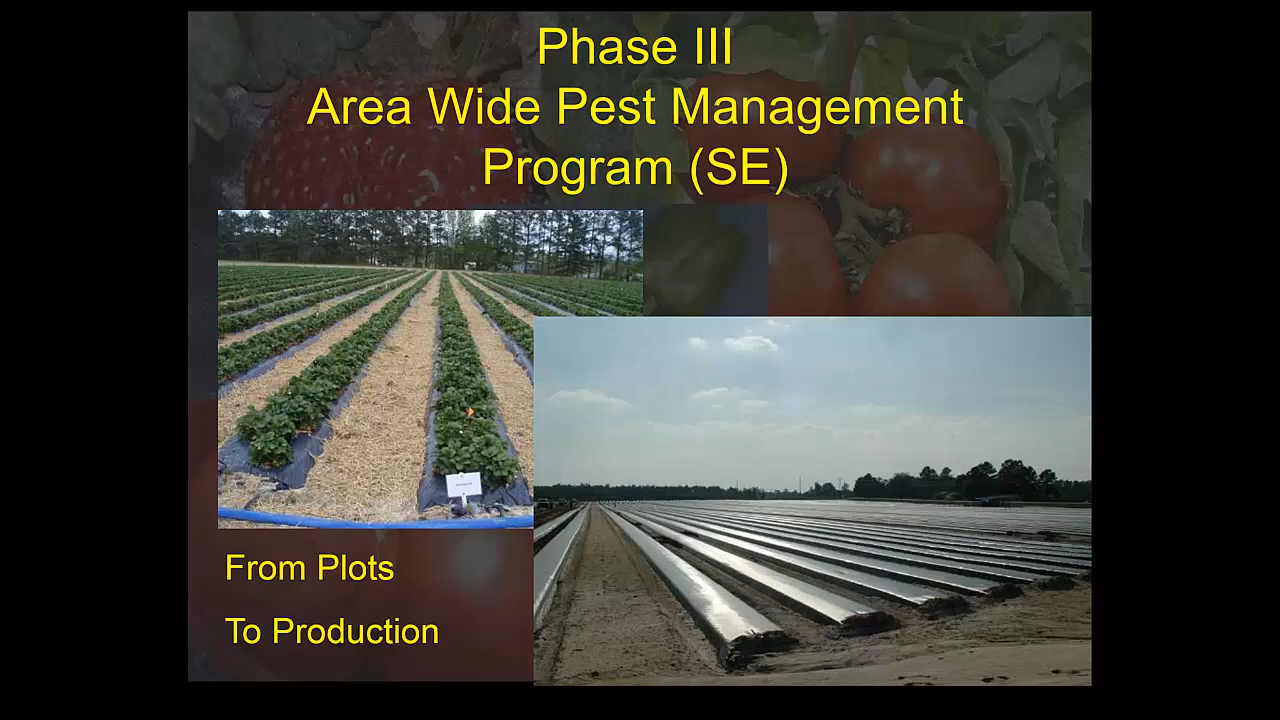 Phase III
Area Wide Pest Management
Program (SE)
From Plots
To Production